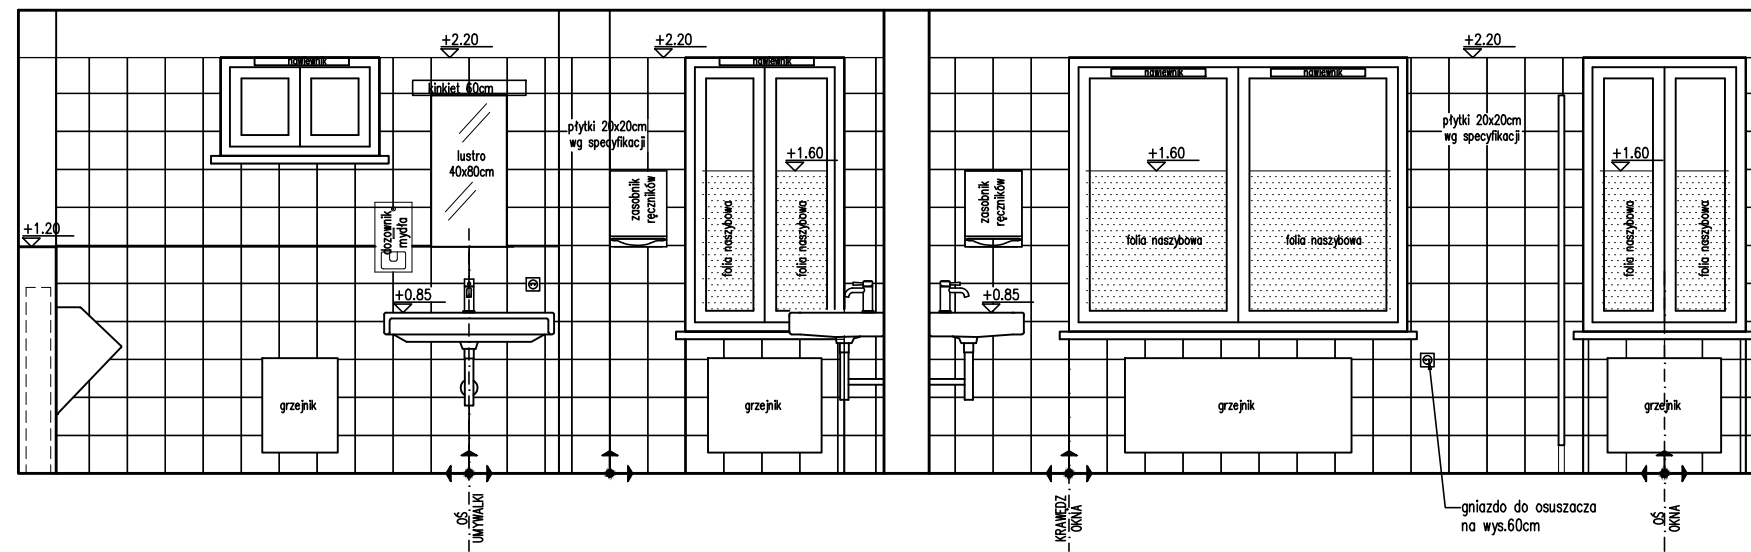 +2.20
+2.20
+2.20
nawiewnik
nawiewnik
nawiewnik
nawiewnik
kinkiet 60cm
płytki 20x20cm
wg specyfikacji
płytki 20x20cm
wg specyfikacji
lustro
40x80cm
+1.60
+1.60
+1.60
zasobnik
ręczników
zasobnik
ręczników
+1.20
dozownik
mydła
folia naszybowa
folia naszybowa
folia naszybowa
folia naszybowa
folia naszybowa
folia naszybowa
+0.85
+0.85
grzejnik
grzejnik
grzejnik
grzejnik
OŚ
UMYWALKI
KRAWĘDZ
OKNA
gniazdo do osuszacza
na wys.60cm
OŚ
OKNA